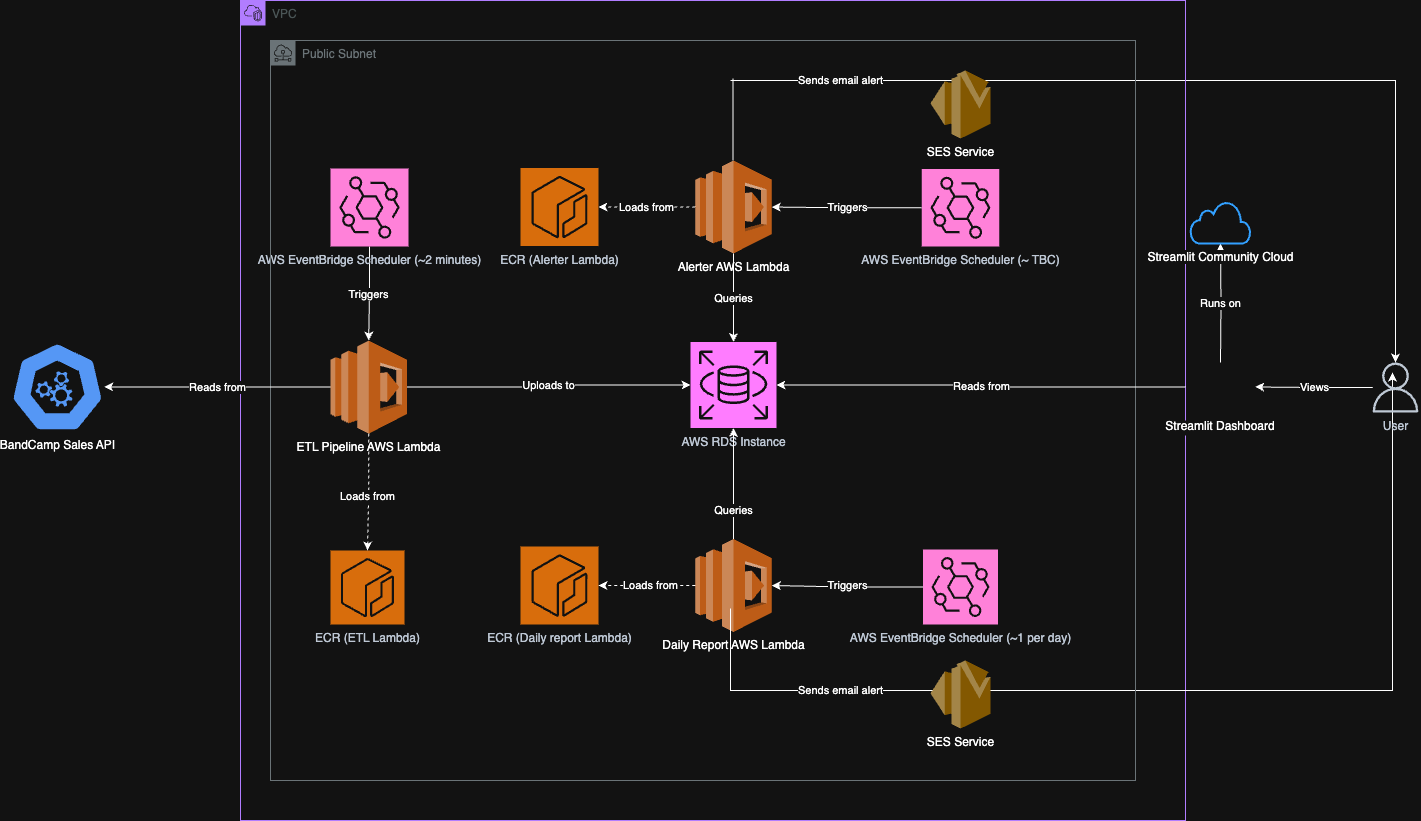 VPC
Public Subnet
Sends email alert
SES Service
Loads from
Triggers
AWS EventBridge Scheduler (~2 minutes)
ECR (Alerter Lambda)
Alerter AWS Lambda
AWS EventBridge Scheduler (~ TBC)
Streamlit Community Cloud
Triggers
Queries
Runs on
Reads from
Uploads to
Reads from
Views
BandCamp Sales API
ETL Pipeline AWS Lambda
AWS RDS Instance
Streamlit Dashboard
User
Loads from
Queries
Loads from
Triggers
ECR (ETL Lambda)
ECR (Daily report Lambda)
Daily Report AWS Lambda
AWS EventBridge Scheduler (~1 per day)
Sends email alert
SES Service